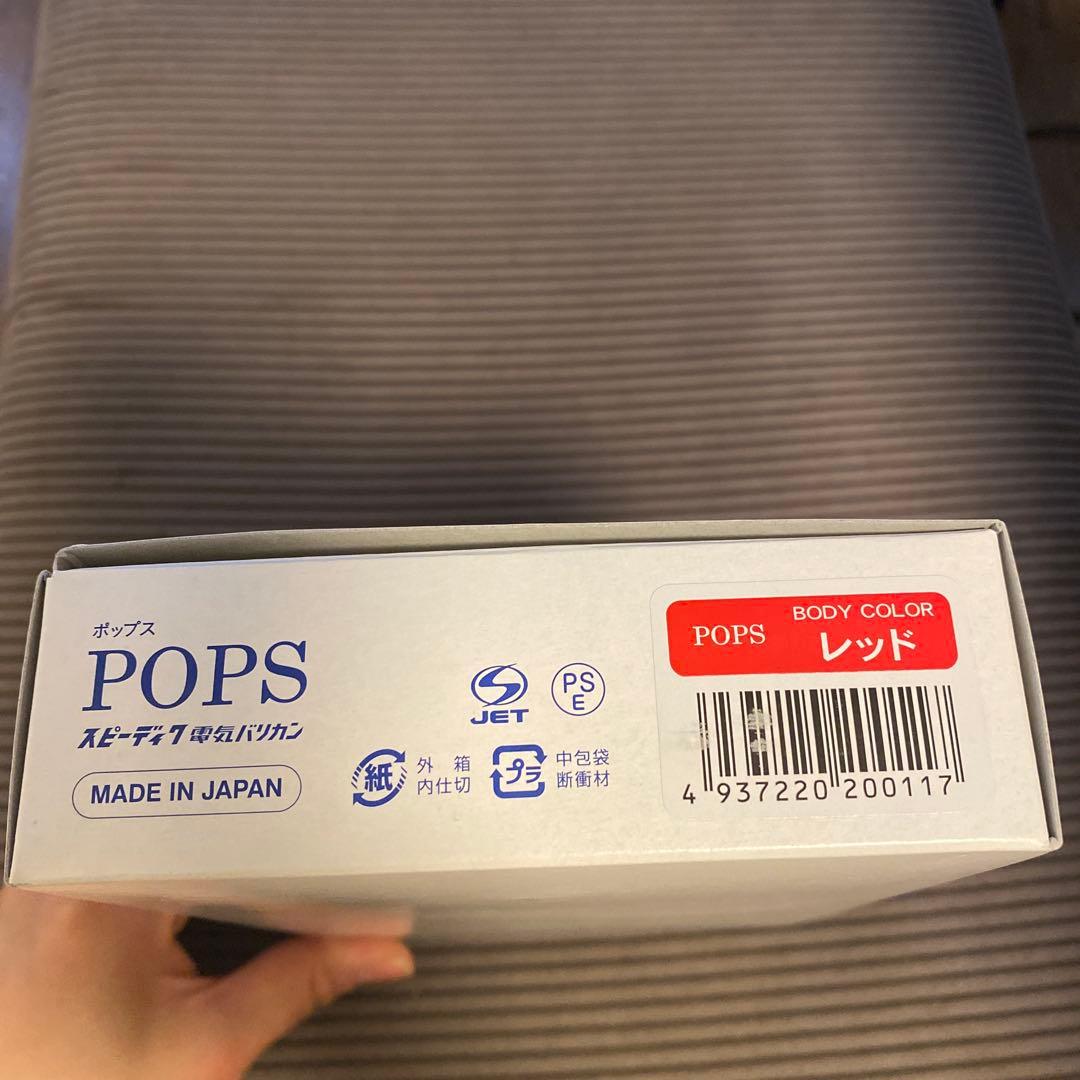 ポップス
POPS
スピーディク電気バリカン
MADE IN JAPAN
S
JET
PS
E
紙
外箱
内仕切
プラ
中包袋
断衝材
POPS
BODY COLOR
レッド
4 937220 200117